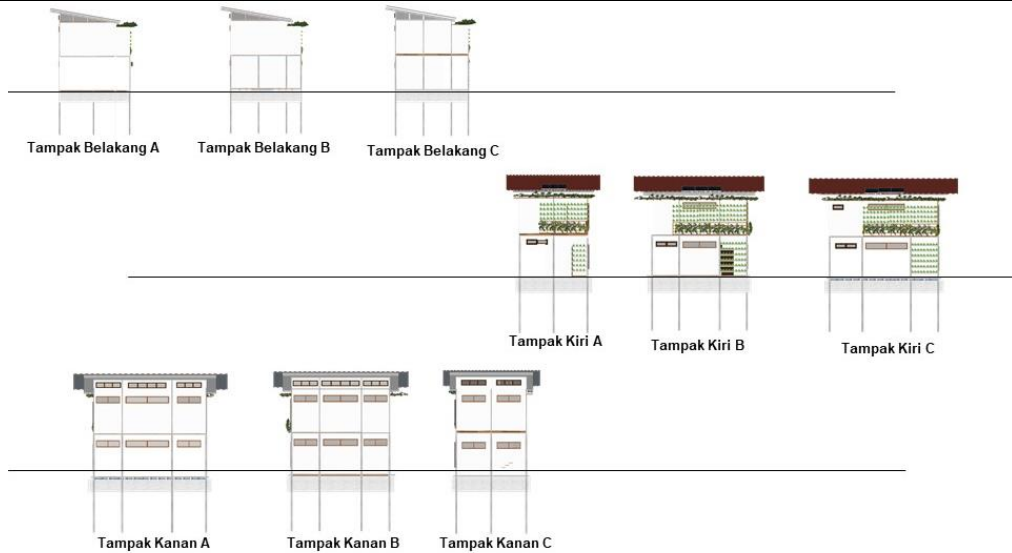 Tampak Belakang A
Tampak Belakang B
Tampak Belakang C
Tampak Kiri A
Tampak Kiri B
Tampak Kiri C
Tampak Kanan A
Tampak Kanan B
Tampak Kanan C